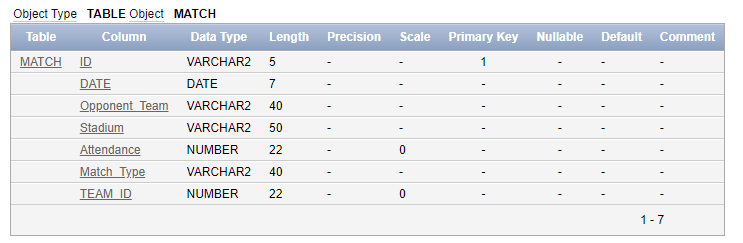 Object Type TABLE Object MATCH
Table Column Data Type Length Precision Scale Primary Key Nullable Default Comment
MATCH ID VARCHAR2 5 - - 1 - - -
DATE DATE 7 - - - - - -
Opponent_Team VARCHAR2 40 - - - - - -
Stadium VARCHAR2 50 - - - - - -
Attendance NUMBER 22 - 0 - - - -
Match_Type VARCHAR2 40 - - - - - -
TEAM_ID NUMBER 22 - 0 - - - -
1 - 7